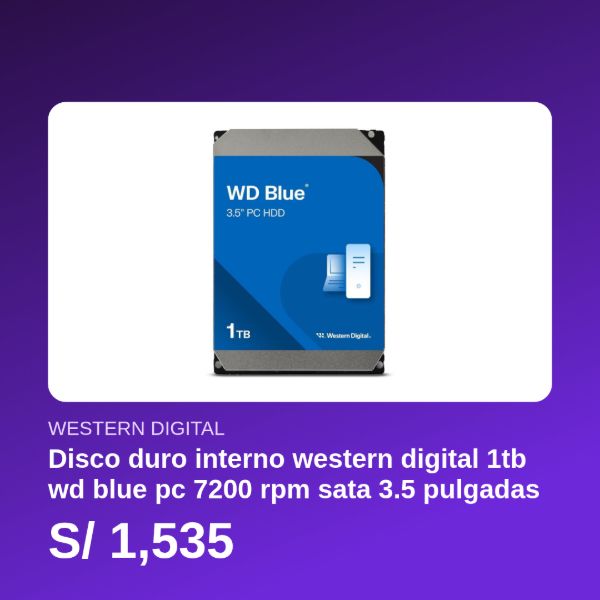 WD Blue®
3.5" PC HDD
1TB
Western Digital.
WESTERN DIGITAL
Disco duro interno western digital 1tb
wd blue pc 7200 rpm sata 3.5 pulgadas
S/ 1,535